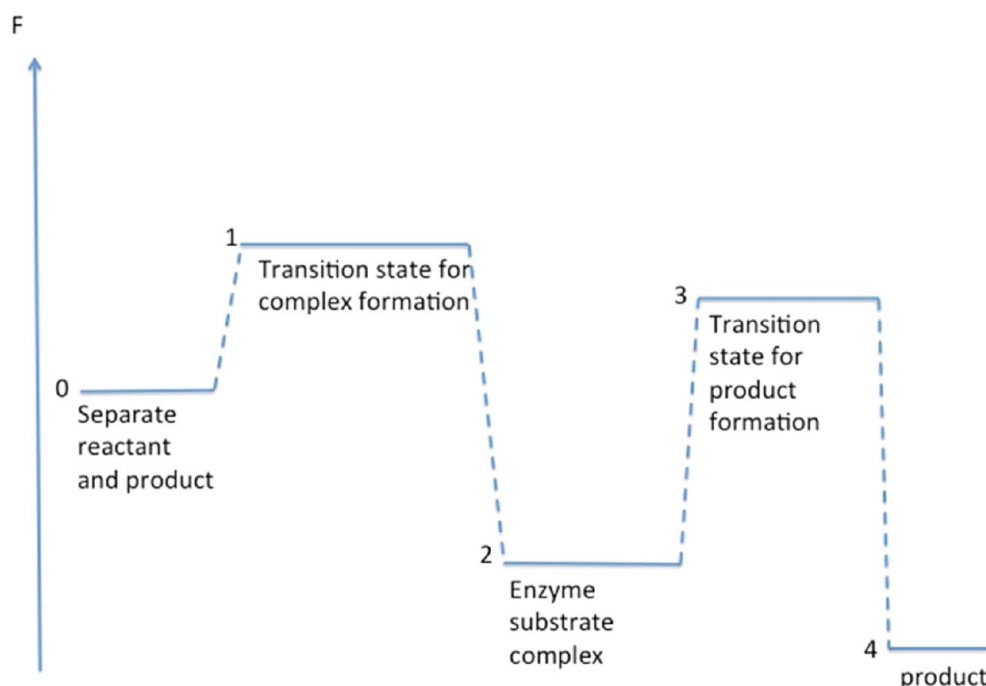 F
1
Transition state for
complex formation
3
Transition
state for
product
formation
0
Separate
reactant
and product
2
Enzyme
substrate
complex
4
product